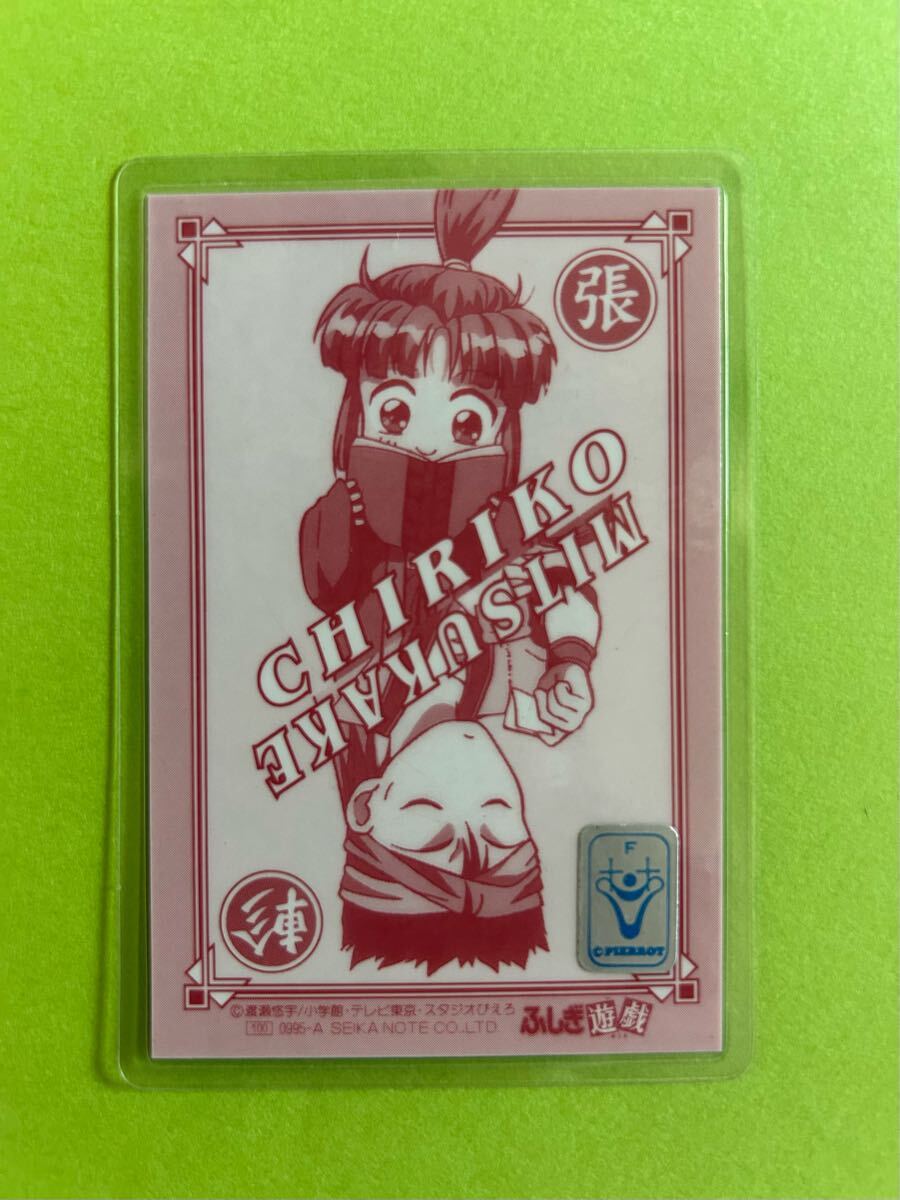 張
CHIRIKO
MITSUKAKE
軫
F
©PIERROT
©渡瀬悠宇/小学館・テレビ東京・スタジオぴえろ
100 0995-A SEIKA NOTE CO.,LTD.
ふしぎ遊戯